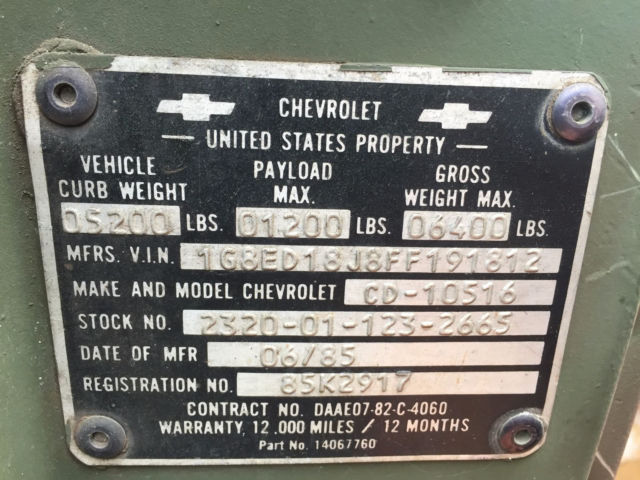 CHEVROLET
UNITED STATES PROPERTY
VEHICLE CURB WEIGHT 05200 LBS.
PAYLOAD MAX. 01200 LBS.
GROSS WEIGHT MAX. 06400 LBS.
MFRS. V.I.N. 1G8ED18J8FF191812
MAKE AND MODEL CHEVROLET CD-10516
STOCK NO. 2320-01-123-2665
DATE OF MFR 06/85
REGISTRATION NO. 85K2917
CONTRACT NO. DAAE07-82-C-4060
WARRANTY, 12,000 MILES / 12 MONTHS
Part No. 14067760